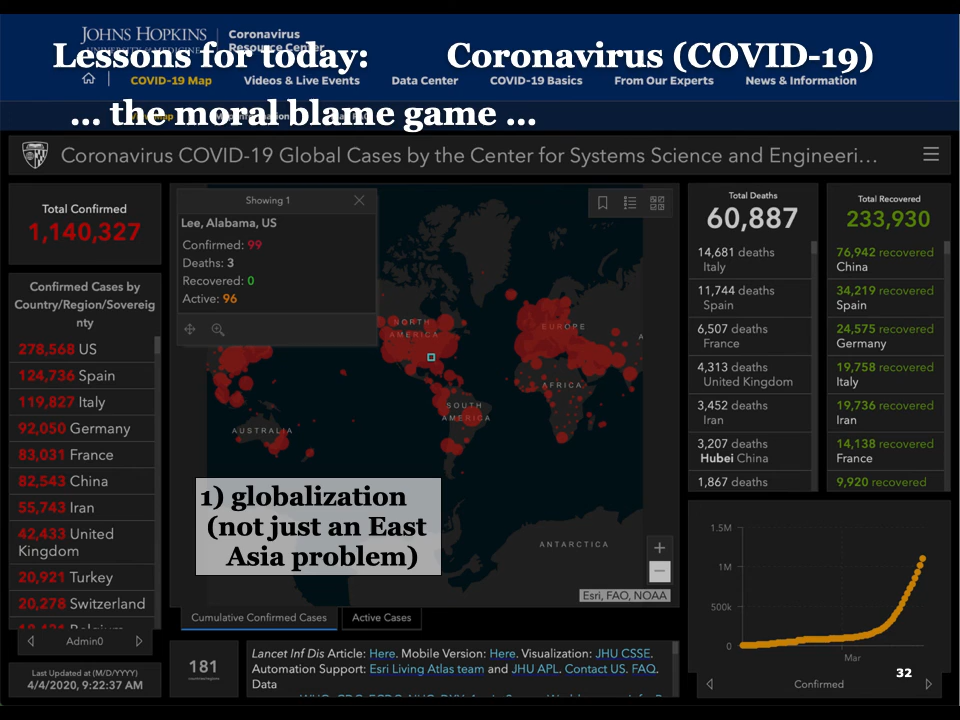 JOHNS HOPKINS
UNIVERSITY & MEDICINE
Coronavirus
Resource Center
Lessons for today: Coronavirus (COVID-19)
COVID-19 Map Videos & Live Events Data Center COVID-19 Basics From Our Experts News & Information
... the moral blame game ...
Coronavirus COVID-19 Global Cases by the Center for Systems Science and Engineeri...
Total Confirmed
1,140,327
Confirmed Cases by
Country/Region/Sovereig
nty
278,568 US
124,736 Spain
119,827 Italy
92,050 Germany
83,031 France
82,543 China
55,743 Iran
42,433 United
Kingdom
20,921 Turkey
20,278 Switzerland
Admin0
Last Updated at (M/D/YYYY)
4/4/2020, 9:22:37 AM
Showing 1
Lee, Alabama, US
Confirmed: 99
Deaths: 3
Recovered: 0
Active: 96
NORTH
AMERICA
EUROPE
AFRICA
SOUTH
AMERICA
AUSTRALIA
A
ANTARCTICA
1) globalization
(not just an East
Asia problem)
+
−
Esri, FAO, NOAA
Cumulative Confirmed Cases Active Cases
181
countries/regions
Lancet Inf Dis Article: Here. Mobile Version: Here. Visualization: JHU CSSE.
Automation Support: Esri Living Atlas team and JHU APL. Contact US. FAQ.
Data
Total Deaths
60,887
14,681 deaths
Italy
11,744 deaths
Spain
6,507 deaths
France
4,313 deaths
United Kingdom
3,452 deaths
Iran
3,207 deaths
Hubei China
1,867 deaths
Total Recovered
233,930
76,942 recovered
China
34,219 recovered
Spain
24,575 recovered
Germany
19,758 recovered
Italy
19,736 recovered
Iran
14,138 recovered
France
9,920 recovered
1.5M
1M
500k
0
Mar
32
Confirmed